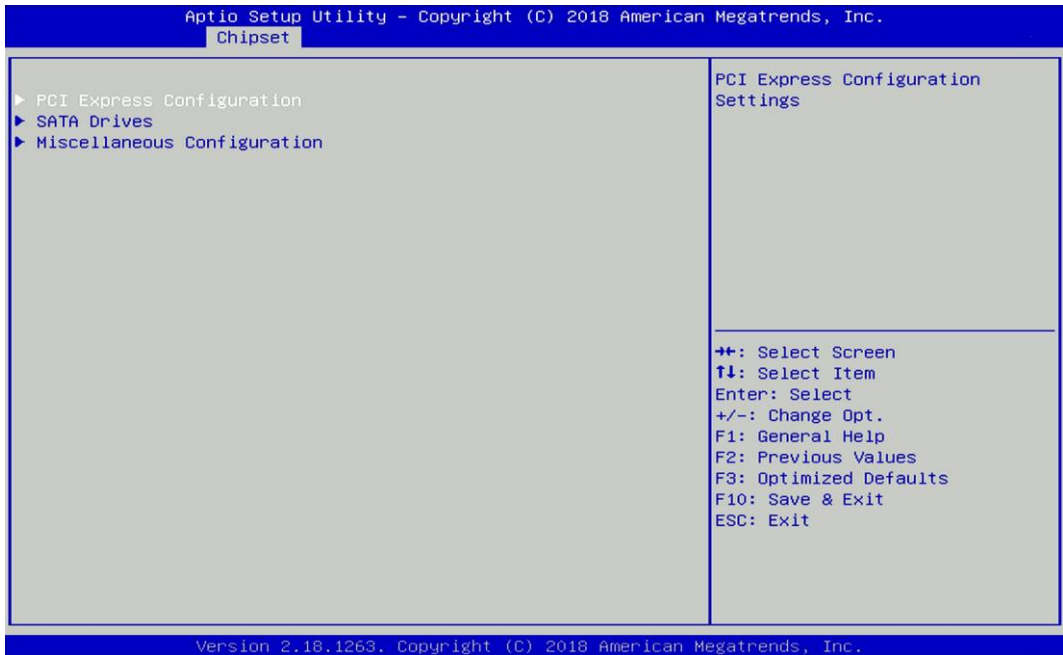 Aptio Setup Utility – Copyright (C) 2018 American Megatrends, Inc.
Chipset
▶ PCI Express Configuration
▶ SATA Drives
▶ Miscellaneous Configuration
PCI Express Configuration
Settings
→←: Select Screen
↑↓: Select Item
Enter: Select
+/-: Change Opt.
F1: General Help
F2: Previous Values
F3: Optimized Defaults
F10: Save & Exit
ESC: Exit
Version 2.18.1263. Copyright (C) 2018 American Megatrends, Inc.